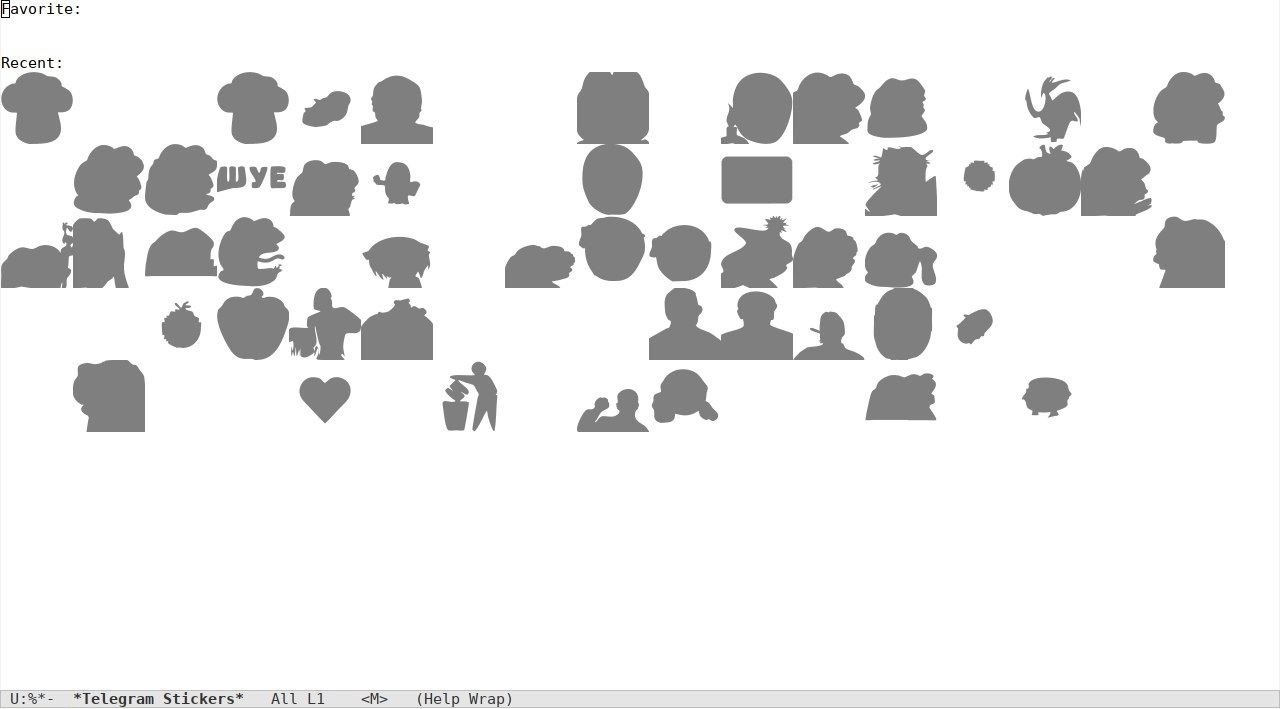 Favorite:
Recent:
ШУЕ
U:%*-  *Telegram Stickers*   All L1    <M>   (Help Wrap)